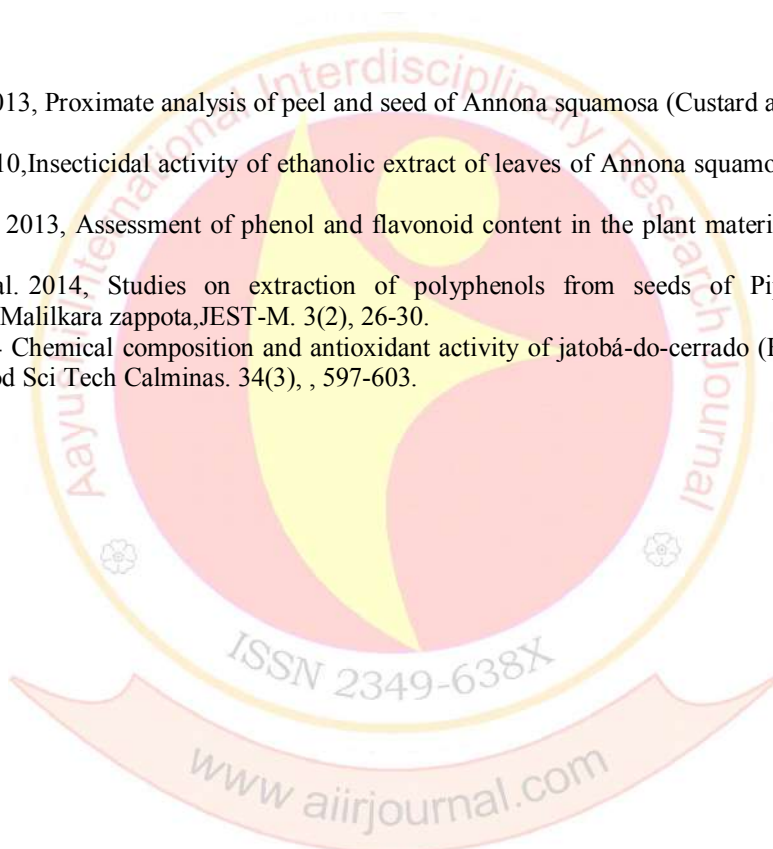 013, Proximate analysis of peel and seed of Annona squamosa (Custard a
10,Insecticidal activity of ethanolic extract of leaves of Annona squamo
2013, Assessment of phenol and flavonoid content in the plant materi
al. 2014, Studies on extraction of polyphenols from seeds of Pip
Malilkara zappota,JEST-M. 3(2), 26-30.
Chemical composition and antioxidant activity of jatobá-do-cerrado (
od Sci Tech Calminas. 34(3), , 597-603.
Aayushi International Interdisciplinary Research Journal
ISSN 2349-638X
www aiirjournal.com